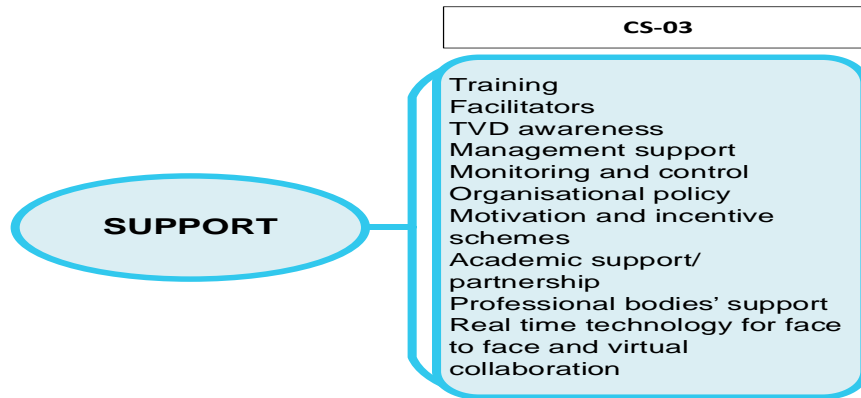 CS-03
Training
Facilitators
TVD awareness
Management support
Monitoring and control
Organisational policy
Motivation and incentive
schemes
Academic support/
partnership
Professional bodies’ support
Real time technology for face
to face and virtual
collaboration
SUPPORT